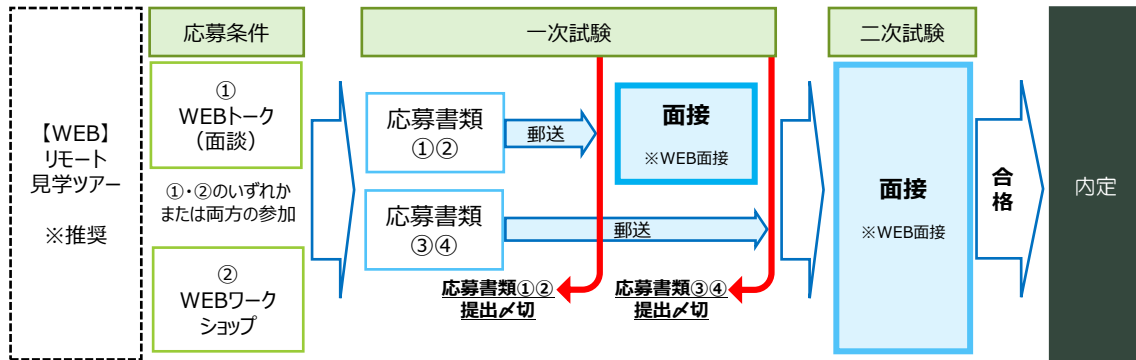 【WEB】
リモート
見学ツアー
※推奨
応募条件
①
WEBトーク
（面談）
①・②のいずれか
または両方の参加
②
WEBワーク
ショップ
一次試験
応募書類
①②
郵送
面接
※WEB面接
応募書類
③④
郵送
応募書類①②
提出〆切
応募書類③④
提出〆切
二次試験
面接
※WEB面接
合格
内定